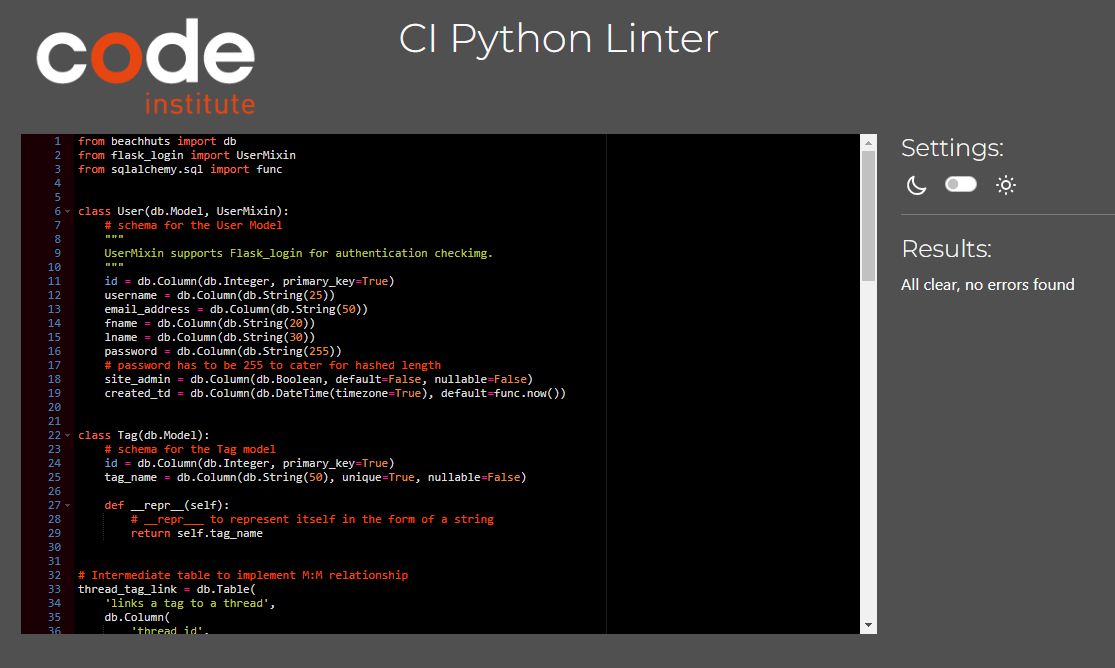 code
institute
CI Python Linter
1 from beachhuts import db
2 from flask_login import UserMixin
3 from sqlalchemy.sql import func
4
5
6 class User(db.Model, UserMixin):
7     # schema for the User Model
8     """
9     UserMixin supports Flask_login for authentication checkimg.
10     """
11     id = db.Column(db.Integer, primary_key=True)
12     username = db.Column(db.String(25))
13     email_address = db.Column(db.String(50))
14     fname = db.Column(db.String(20))
15     lname = db.Column(db.String(30))
16     password = db.Column(db.String(255))
17     # password has to be 255 to cater for hashed length
18     site_admin = db.Column(db.Boolean, default=False, nullable=False)
19     created_td = db.Column(db.DateTime(timezone=True), default=func.now())
20
21
22 class Tag(db.Model):
23     # schema for the Tag model
24     id = db.Column(db.Integer, primary_key=True)
25     tag_name = db.Column(db.String(50), unique=True, nullable=False)
26
27     def __repr__(self):
28         # __repr___ to represent itself in the form of a string
29         return self.tag_name
30
31
32 # Intermediate table to implement M:M relationship
33 thread_tag_link = db.Table(
34     'links a tag to a thread',
35     db.Column(
36         'thread_id',
Settings:
Results:
All clear, no errors found